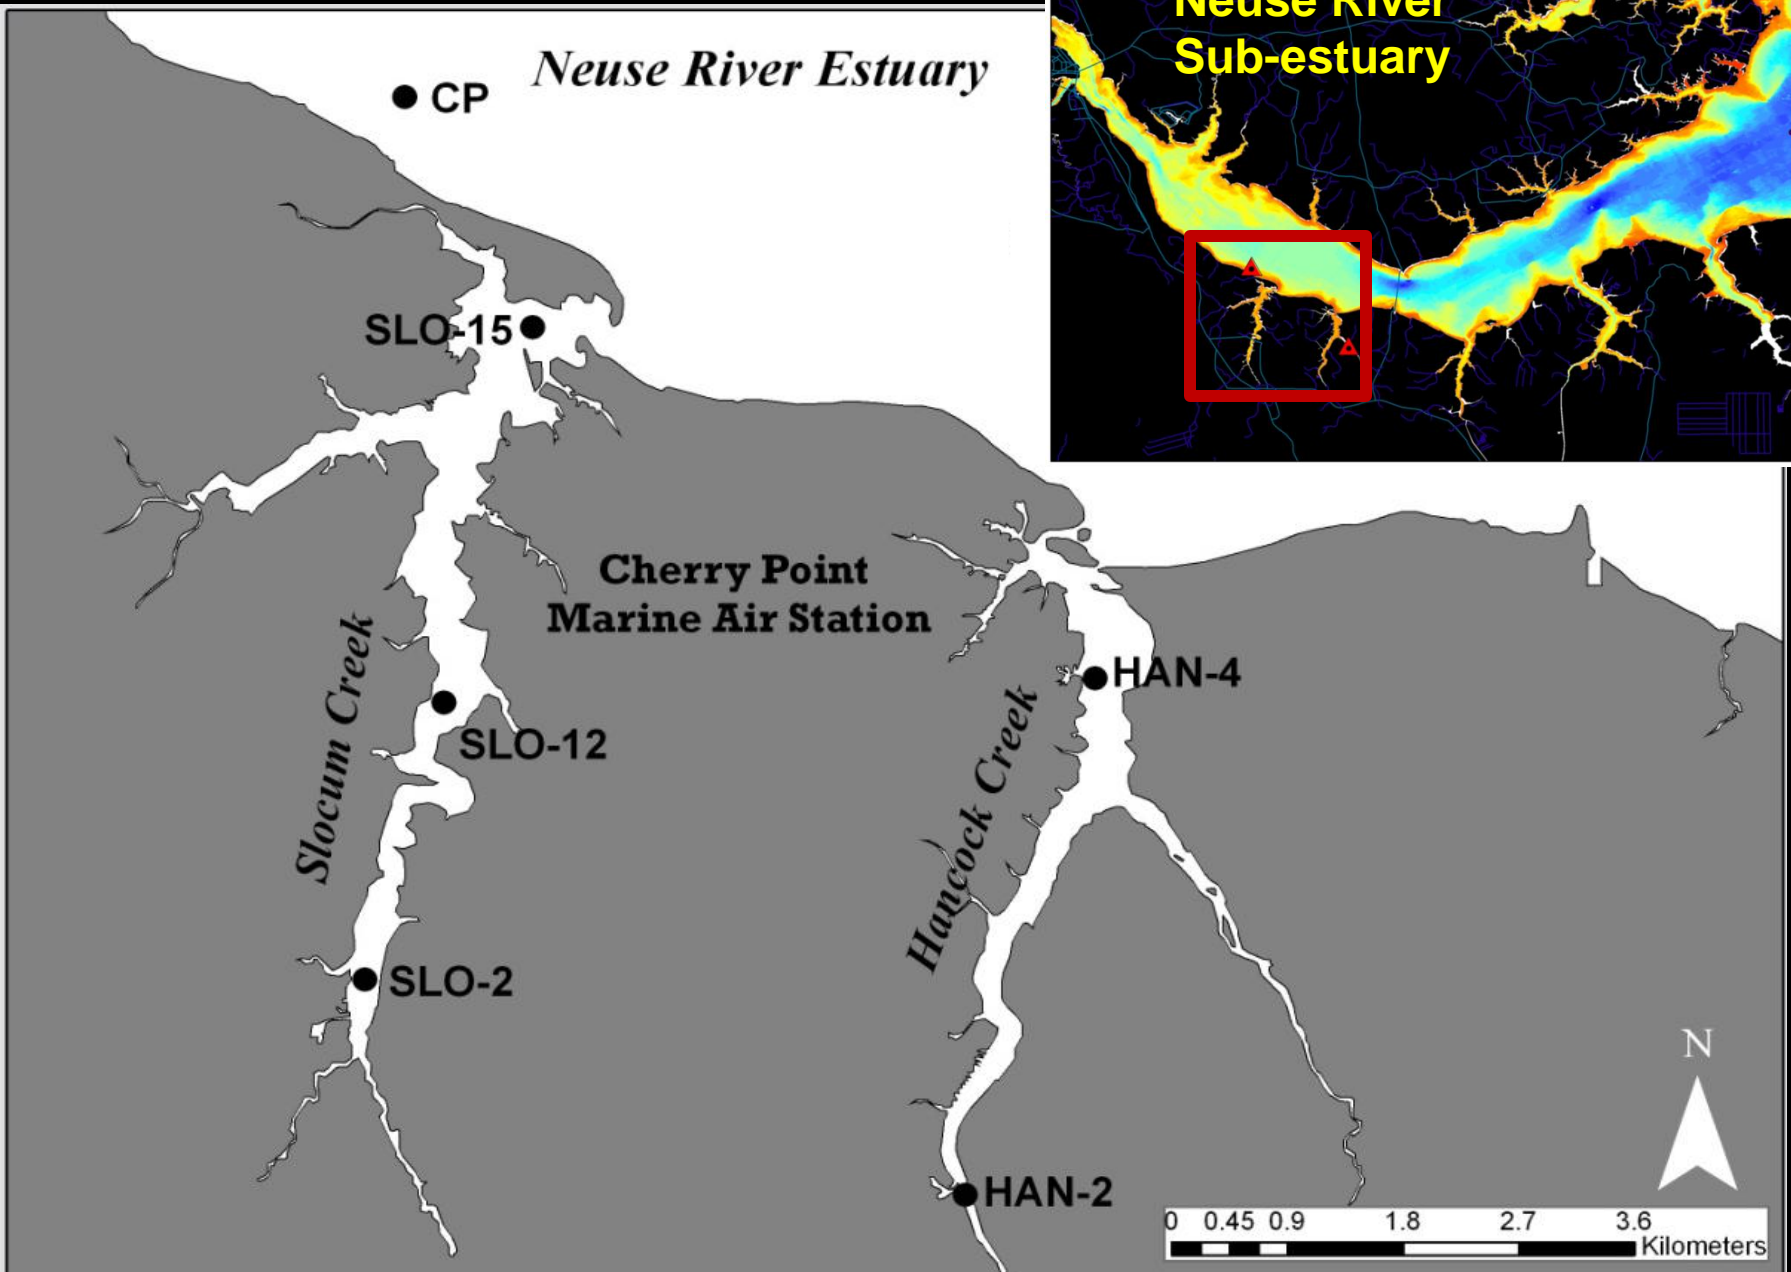 Neuse River
Sub-estuary
Neuse River Estuary
CP
SLO-15
Cherry Point
Marine Air Station
Slocum Creek
SLO-12
HAN-4
Hancock Creek
SLO-2
HAN-2
N
0 0.45 0.9 1.8 2.7 3.6
Kilometers